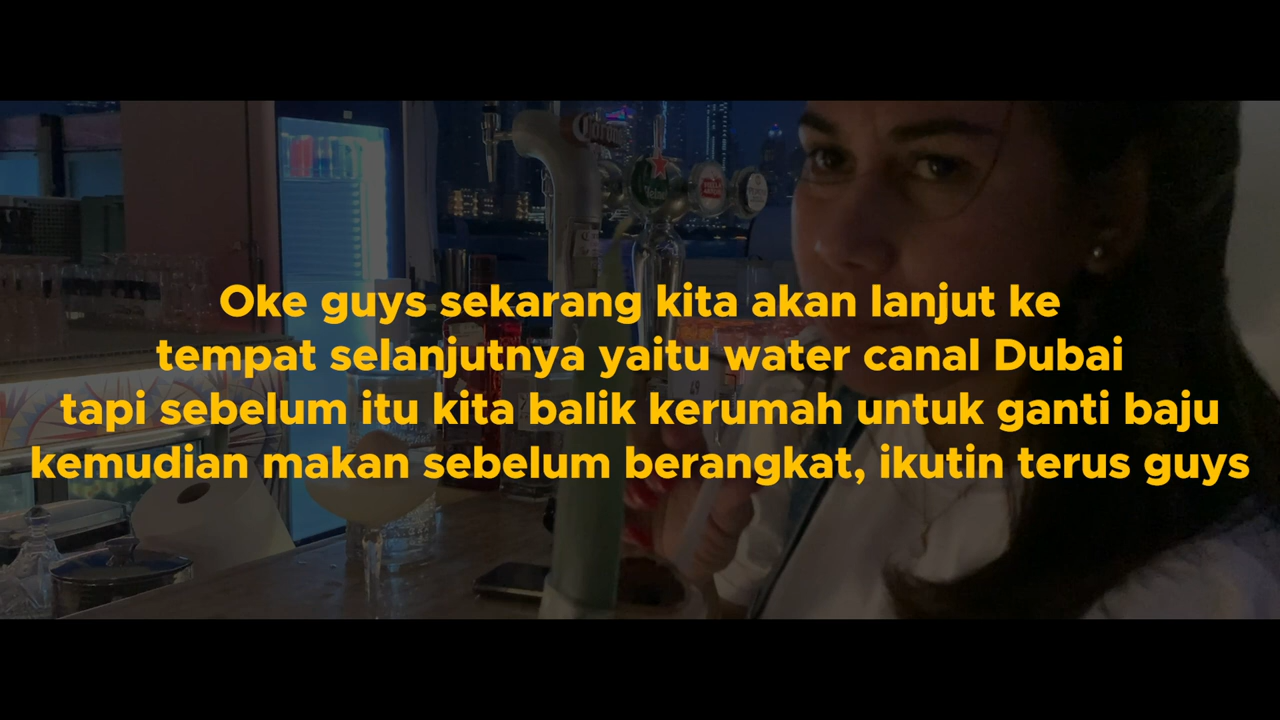 Corona
Oke guys sekarang kita akan lanjut ke
tempat selanjutnya yaitu water canal Dubai
tapi sebelum itu kita balik kerumah untuk ganti baju
kemudian makan sebelum berangkat, ikutin terus guys